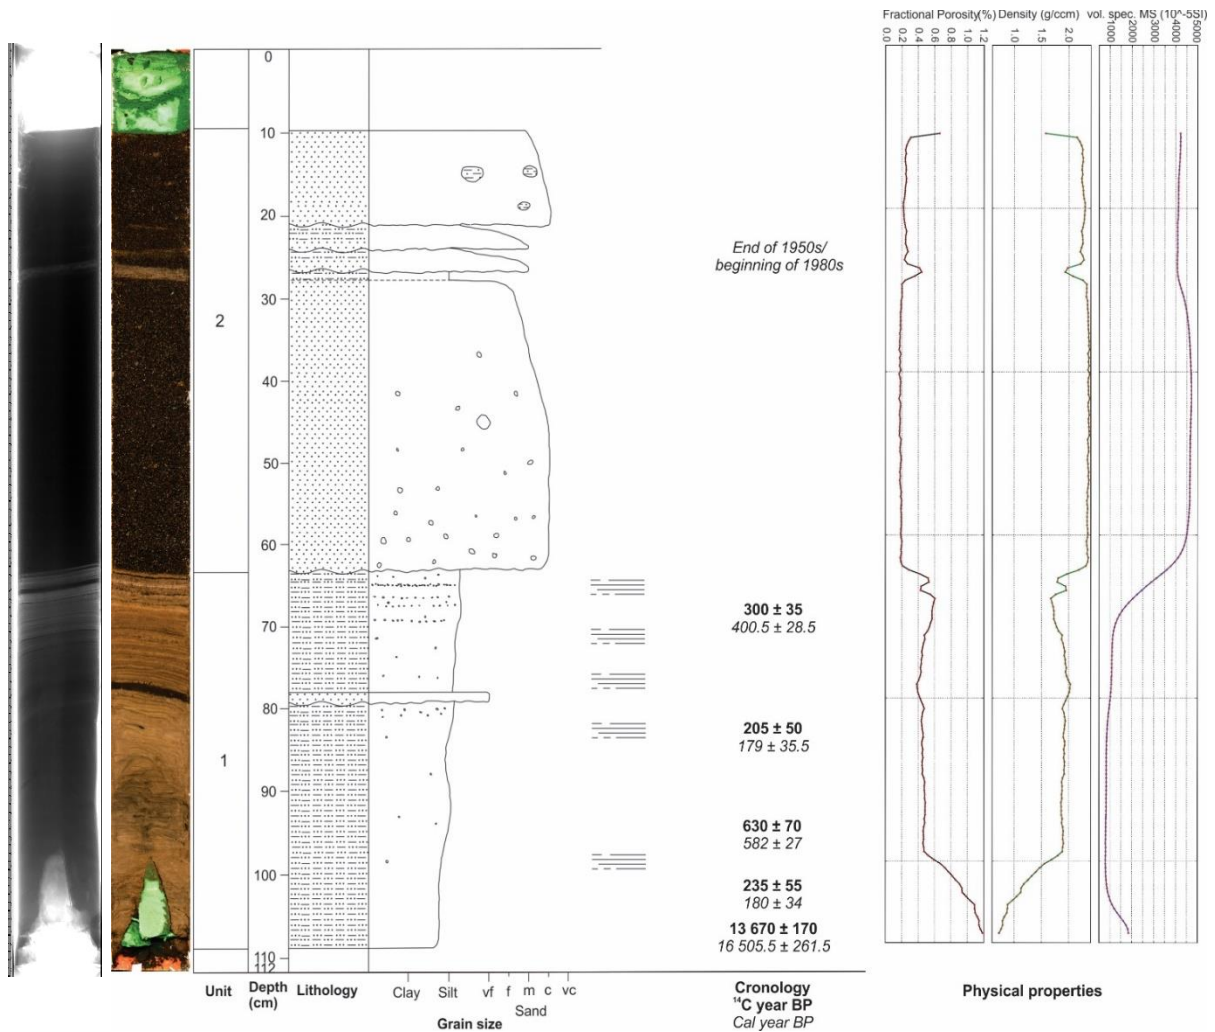 Fractional Porosity(%) Density (g/ccm) vol. spec. MS (10^-5SI)
0.0 0.2 0.4 0.6 0.8 1.0 1.2 1.0 1.5 2.0 1000 2000 3000 4000 5000
0
10
20
End of 1950s/
beginning of 1980s
30
2
40
50
60
300 ± 35
400.5 ± 28.5
70
80
205 ± 50
179 ± 35.5
1
90
630 ± 70
582 ± 27
100
235 ± 55
180 ± 34
13 670 ± 170
16 505.5 ± 261.5
119
112
Unit Depth Lithology Clay Silt vf f m c vc Cronology Physical properties
(cm) Sand ¹⁴C year BP
Grain size Cal year BP